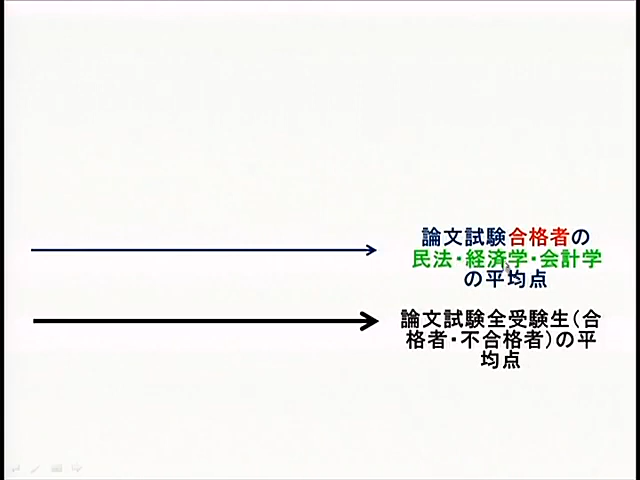 論文試験合格者の
民法・経済学・会計学
の平均点
論文試験全受験生（合
格者・不合格者）の平
均点